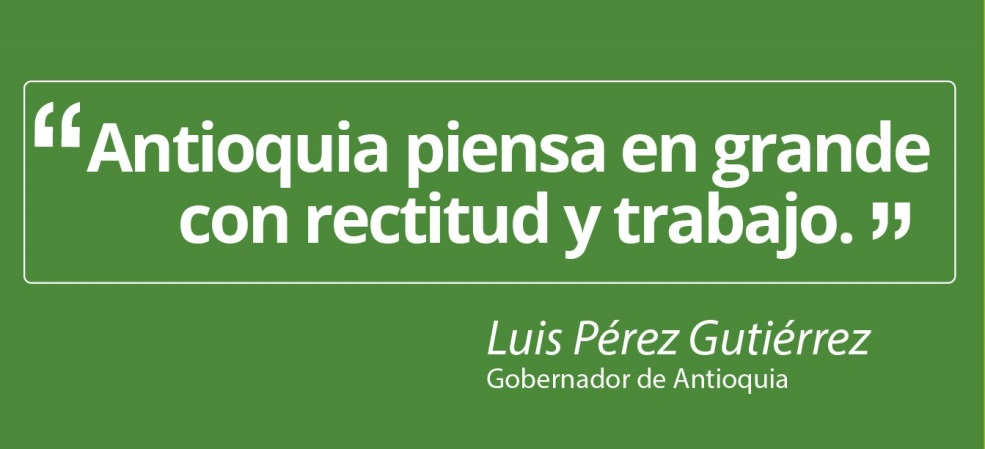 “Antioquia piensa en grande
con rectitud y trabajo.”
Luis Pérez Gutiérrez
Gobernador de Antioquia